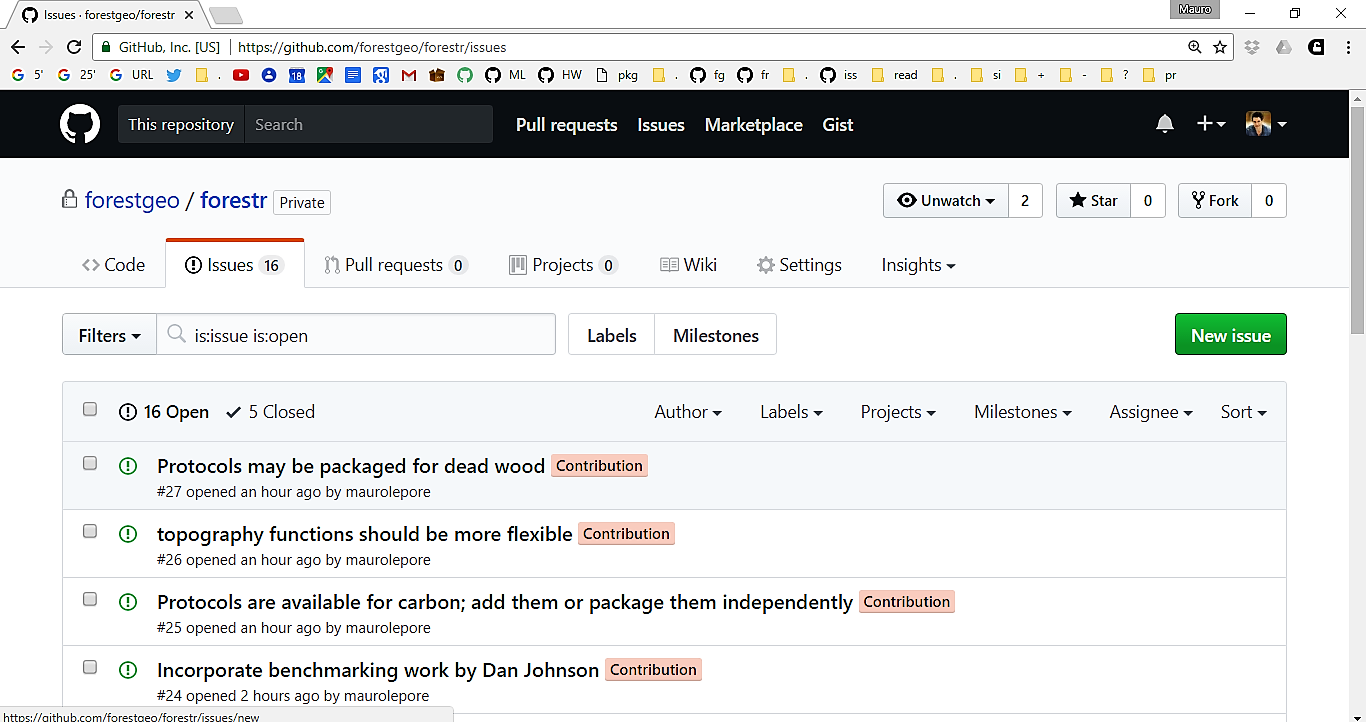 Issues · forestgeo/forestr
Mauro
GitHub, Inc. [US] https://github.com/forestgeo/forestr/issues
5' 25' URL . 18 ML HW pkg . fg fr . iss read . si + - ? pr
This repository Search Pull requests Issues Marketplace Gist
forestgeo / forestr Private Unwatch 2 Star 0 Fork 0
Code Issues 16 Pull requests 0 Projects 0 Wiki Settings Insights
Filters is:issue is:open Labels Milestones New issue
16 Open 5 Closed Author Labels Projects Milestones Assignee Sort
Protocols may be packaged for dead wood Contribution
#27 opened an hour ago by maurolepore
topography functions should be more flexible Contribution
#26 opened an hour ago by maurolepore
Protocols are available for carbon; add them or package them independently Contribution
#25 opened an hour ago by maurolepore
Incorporate benchmarking work by Dan Johnson Contribution
#24 opened 2 hours ago by maurolepore
https://github.com/forestgeo/forestr/issues/new